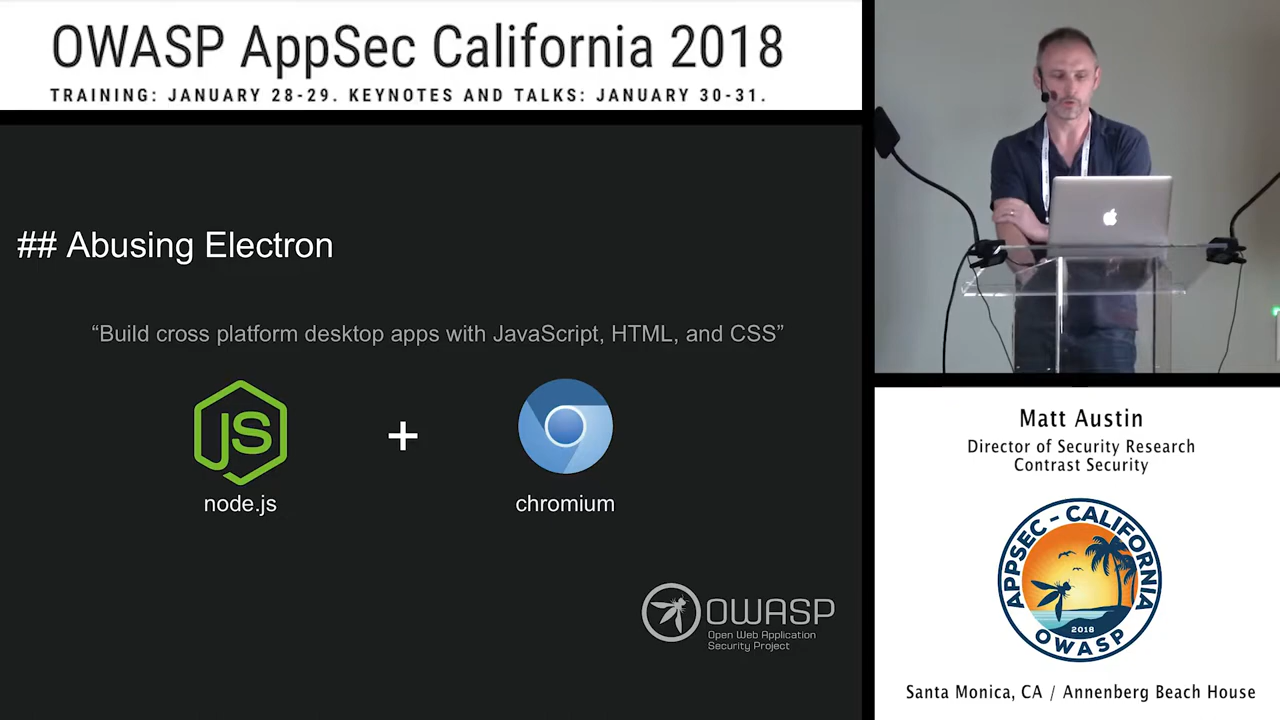 OWASP AppSec California 2018
TRAINING: JANUARY 28-29. KEYNOTES AND TALKS: JANUARY 30-31.
## Abusing Electron
“Build cross platform desktop apps with JavaScript, HTML, and CSS”
JS
+
node.js
chromium
OWASP
Open Web Application
Security Project
Matt Austin
Director of Security Research
Contrast Security
APPSEC - CALIFORNIA
2018
OWASP
Santa Monica, CA / Annenberg Beach House